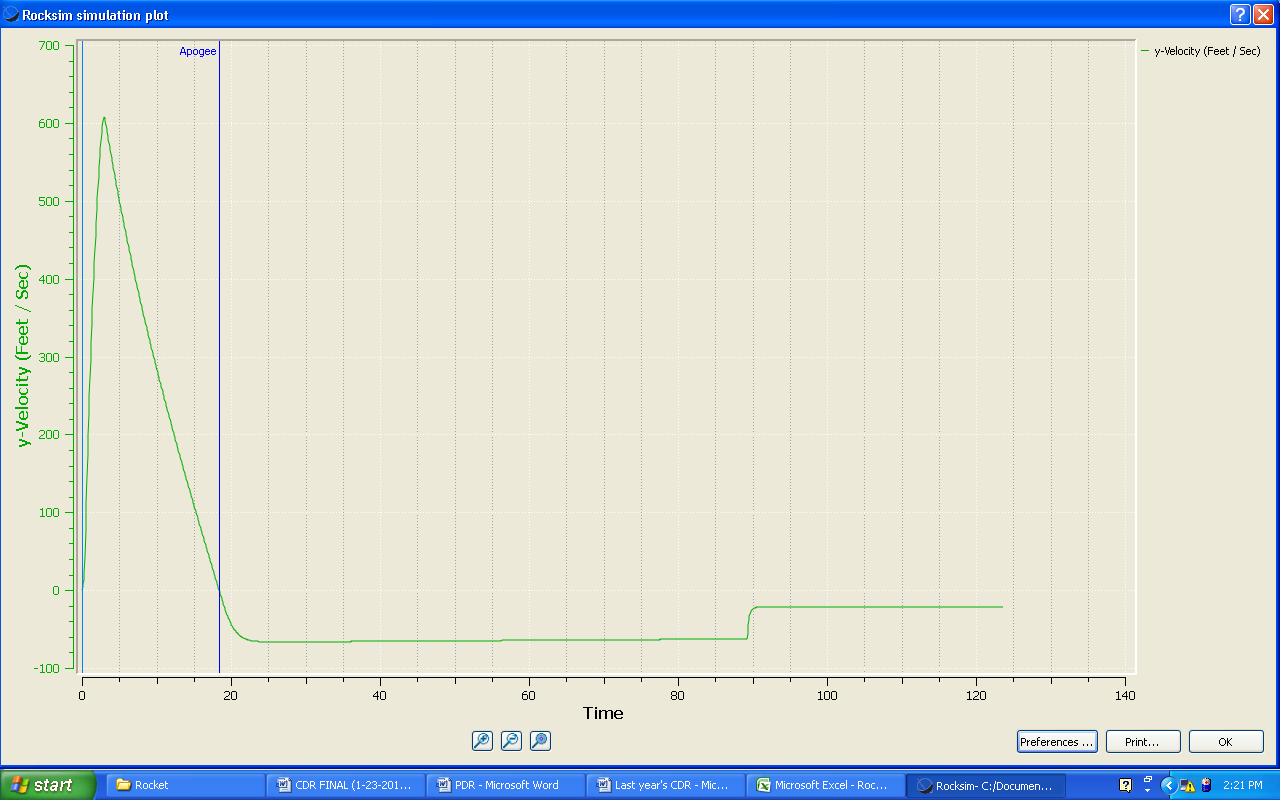 Rocksim simulation plot
700
Apogee
y-Velocity (Feet / Sec)
600
500
400
300
200
100
0
-100
y-Velocity (Feet / Sec)
0 20 40 60 80 100 120 140
Time
Preferences ... Print... OK
start Rocket CDR FINAL (1-23-201... PDR - Microsoft Word Last year's CDR - Mic... Microsoft Excel - Roc... Rocksim- C:/Documen... 2:21 PM